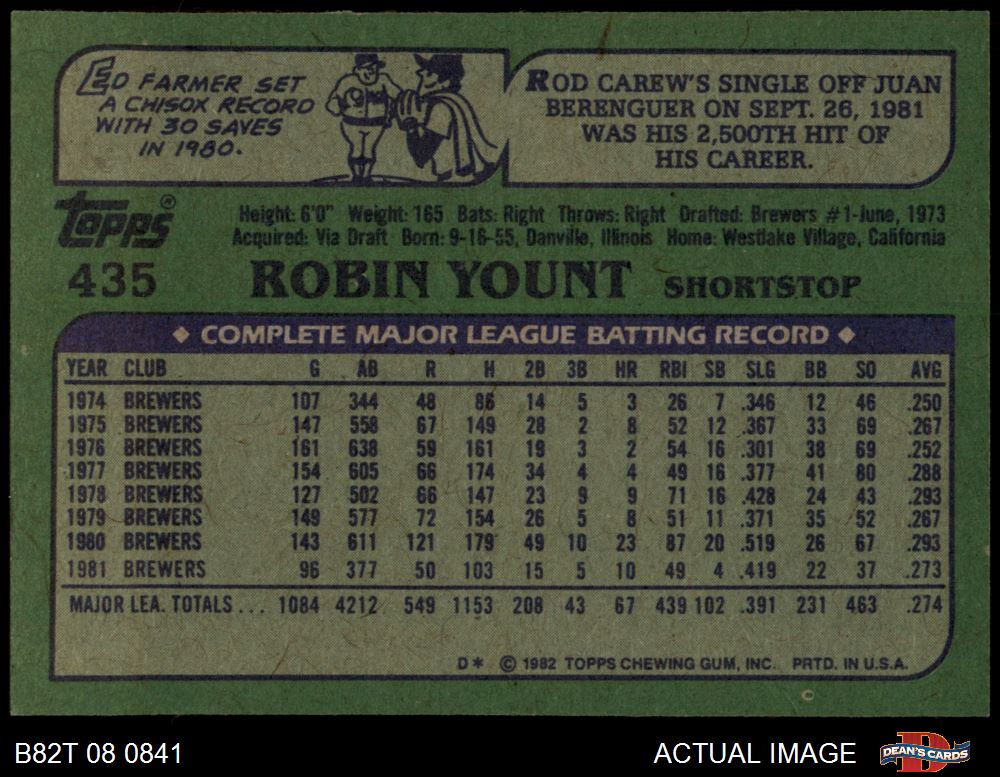 ED FARMER SET
A CHISOX RECORD
WITH 30 SAVES
IN 1980.
ROD CAREW'S SINGLE OFF JUAN
BERENGUER ON SEPT. 26, 1981
WAS HIS 2,500TH HIT OF
HIS CAREER.
Topps®
Height: 6'0" Weight: 165 Bats: Right Throws: Right Drafted: Brewers #1-June, 1973
Acquired: Via Draft Born: 9-16-55, Danville, Illinois Home: Westlake Village, California
435 ROBIN YOUNT SHORTSTOP
◆ COMPLETE MAJOR LEAGUE BATTING RECORD ◆
YEAR CLUB G AB R H 2B 3B HR RBI SB SLG BB SO AVG
1974 BREWERS 107 344 48 86 14 5 3 26 7 .346 12 46 .250
1975 BREWERS 147 558 67 149 28 2 8 52 12 .367 33 69 .267
1976 BREWERS 161 638 59 161 19 3 2 54 16 .301 38 69 .252
1977 BREWERS 154 605 66 174 34 4 4 49 16 .377 41 80 .288
1978 BREWERS 127 502 66 147 23 9 9 71 16 .428 24 43 .293
1979 BREWERS 149 577 72 154 26 5 8 51 11 .371 35 52 .267
1980 BREWERS 143 611 121 179 49 10 23 87 20 .519 26 67 .293
1981 BREWERS 96 377 50 103 15 5 10 49 4 .419 22 37 .273
MAJOR LEA. TOTALS... 1084 4212 549 1153 208 43 67 439 102 .391 231 463 .274
D* © 1982 TOPPS CHEWING GUM, INC. PRTD. IN U.S.A.
C
B82T 08 0841 ACTUAL IMAGE
D
DEAN'S CARDS